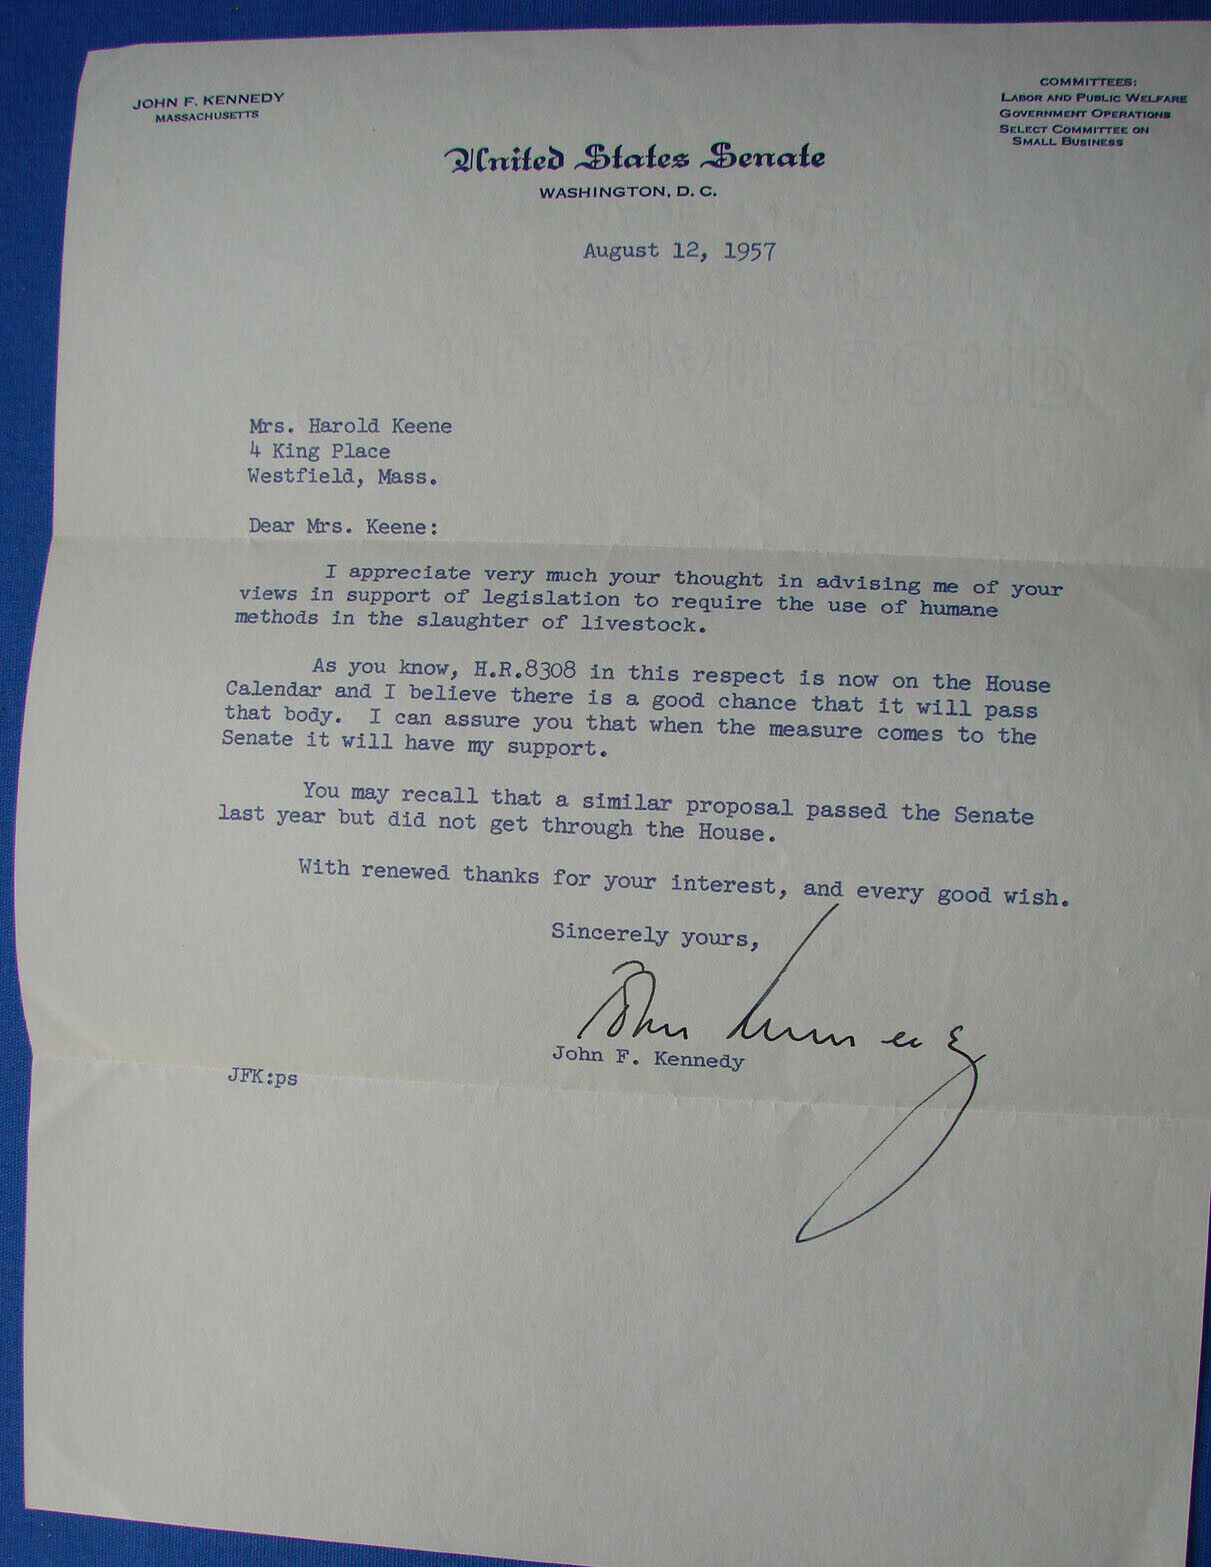 JOHN F. KENNEDY
MASSACHUSETTS
COMMITTEES:
LABOR AND PUBLIC WELFARE
GOVERNMENT OPERATIONS
SELECT COMMITTEE ON
SMALL BUSINESS
United States Senate
WASHINGTON, D. C.
August 12, 1957
Mrs. Harold Keene
4 King Place
Westfield, Mass.
Dear Mrs. Keene:
I appreciate very much your thought in advising me of your
views in support of legislation to require the use of humane
methods in the slaughter of livestock.
As you know, H.R.8308 in this respect is now on the House
Calendar and I believe there is a good chance that it will pass
that body. I can assure you that when the measure comes to the
Senate it will have my support.
You may recall that a similar proposal passed the Senate
last year but did not get through the House.
With renewed thanks for your interest, and every good wish.
Sincerely yours,
John Kennedy
John F. Kennedy
JFK:ps